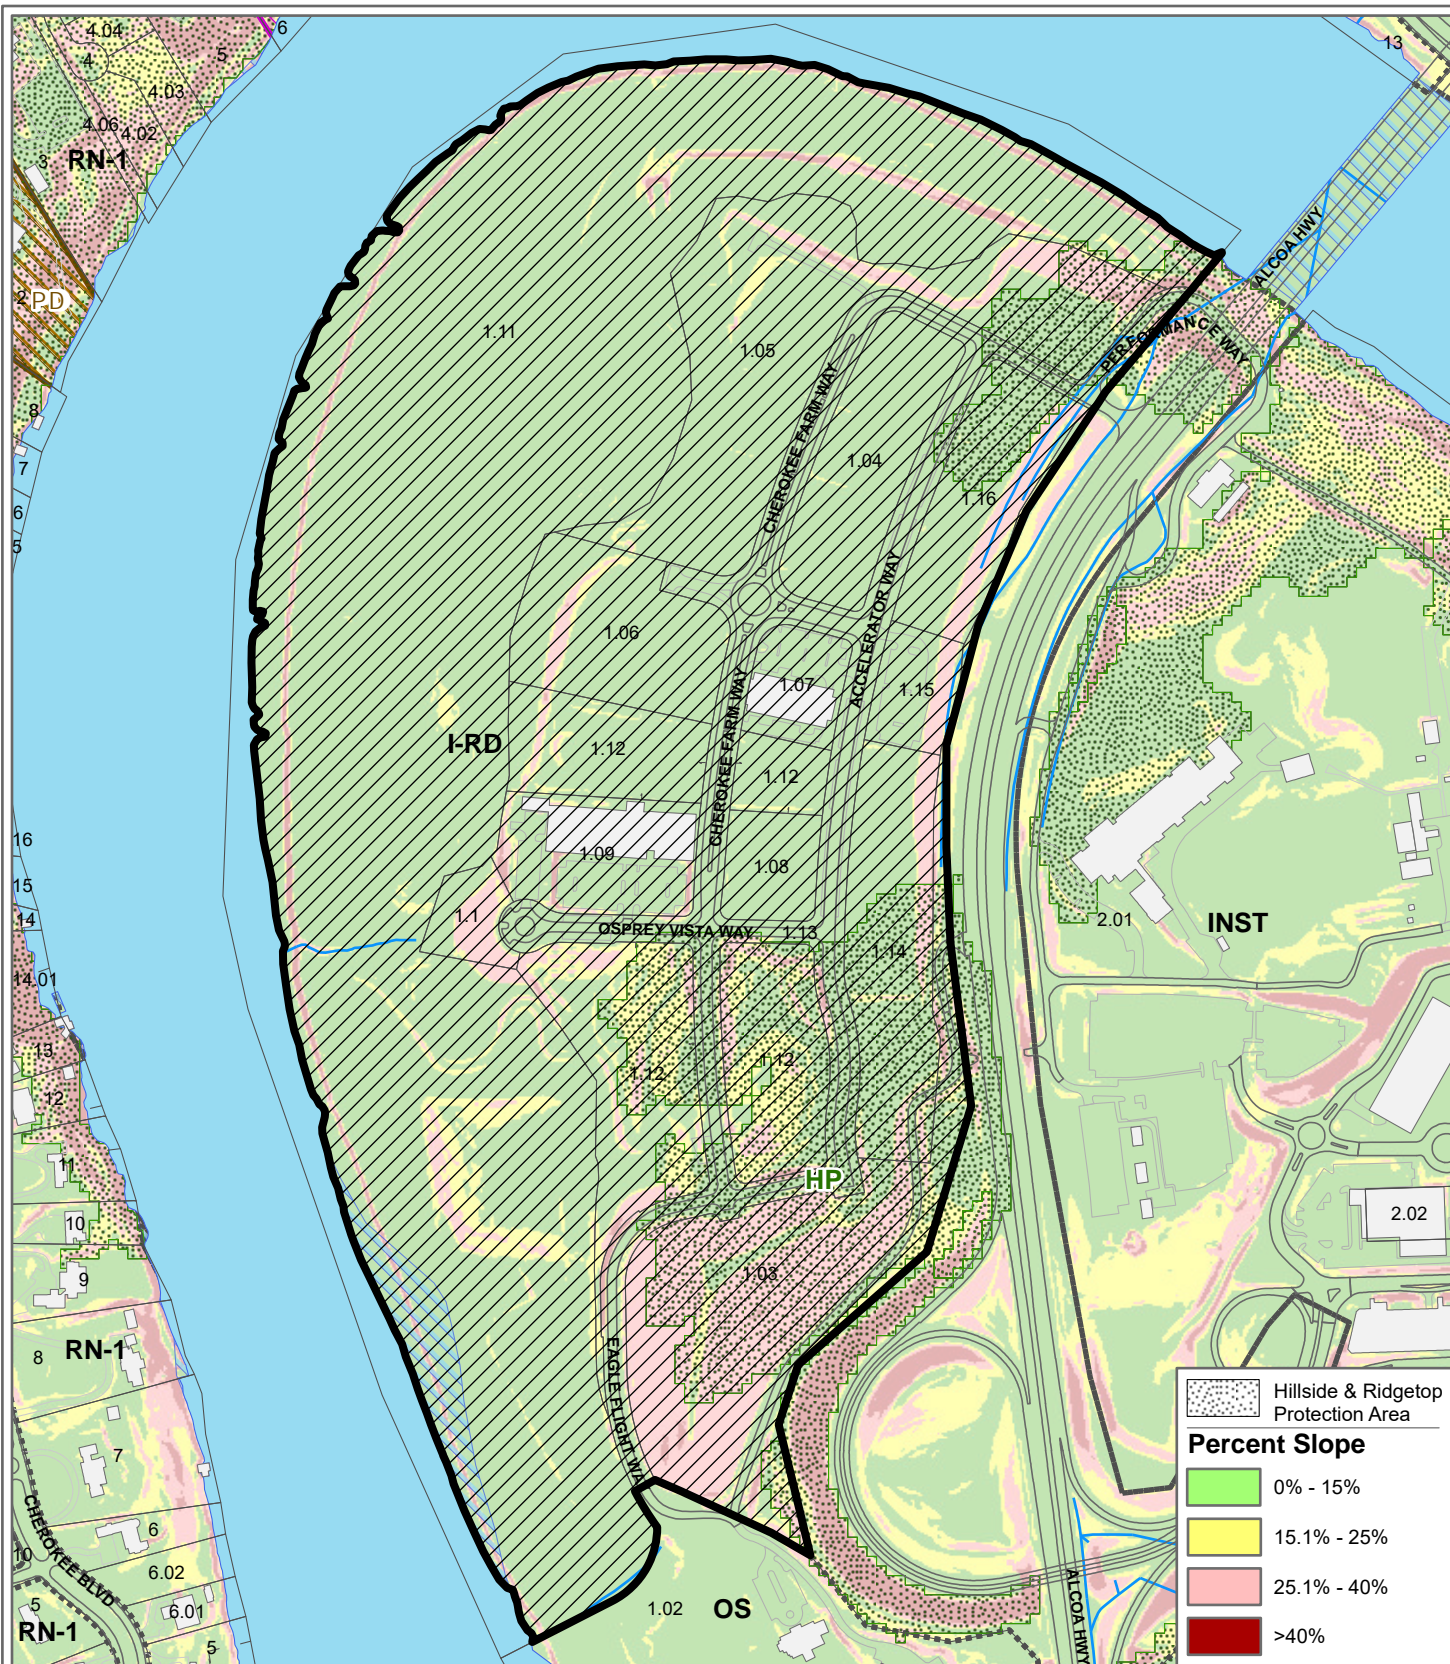 4.04
6
4
5
13
4.03
4.06
4.02
RN-1
3
2
PD
ALCOA HWY
1.11
1.05
PERFORMANCE WAY
CHEROKEE FARM WAY
8
7
1.04
1.16
6
5
ACCELERATOR WAY
1.06
1.07
1.15
CHEROKEE FARM WAY
I-RD
1.12
1.12
16
1.09
1.08
15
1.1
14
OSPREY VISTA WAY
1.13
2.01
INST
1.14
14.01
13
1.12
1.12
12
11
HP
10
2.02
9
1.03
RN-1
8
EAGLE FLIGHT WA
7
CHEROKEE BLVD
6
10
6.02
5
6.01
RN-1
5
1.02
OS
ALCOA HWY
Hillside & Ridgetop
Protection Area
Percent Slope
0% - 15%
15.1% - 25%
25.1% - 40%
>40%